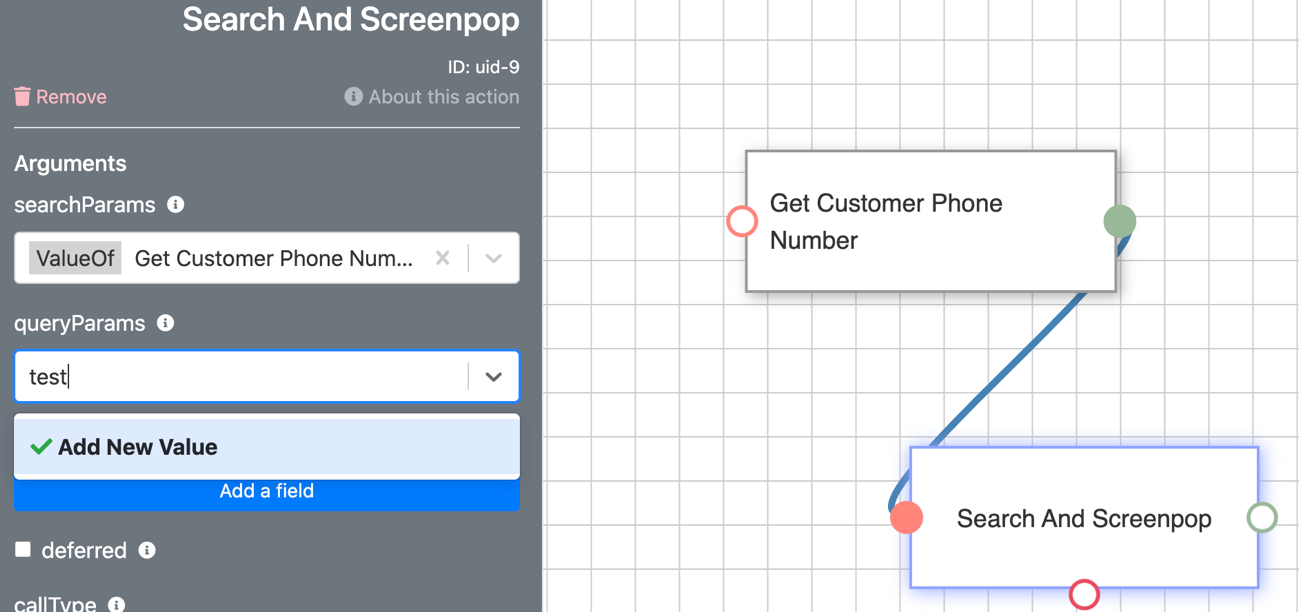 Search And Screenpop
ID: uid-9
Remove
About this action
Arguments
searchParams
ValueOf Get Customer Phone Num...
queryParams
test
Add New Value
Add a field
deferred
callType
Get Customer Phone
Number
Search And Screenpop